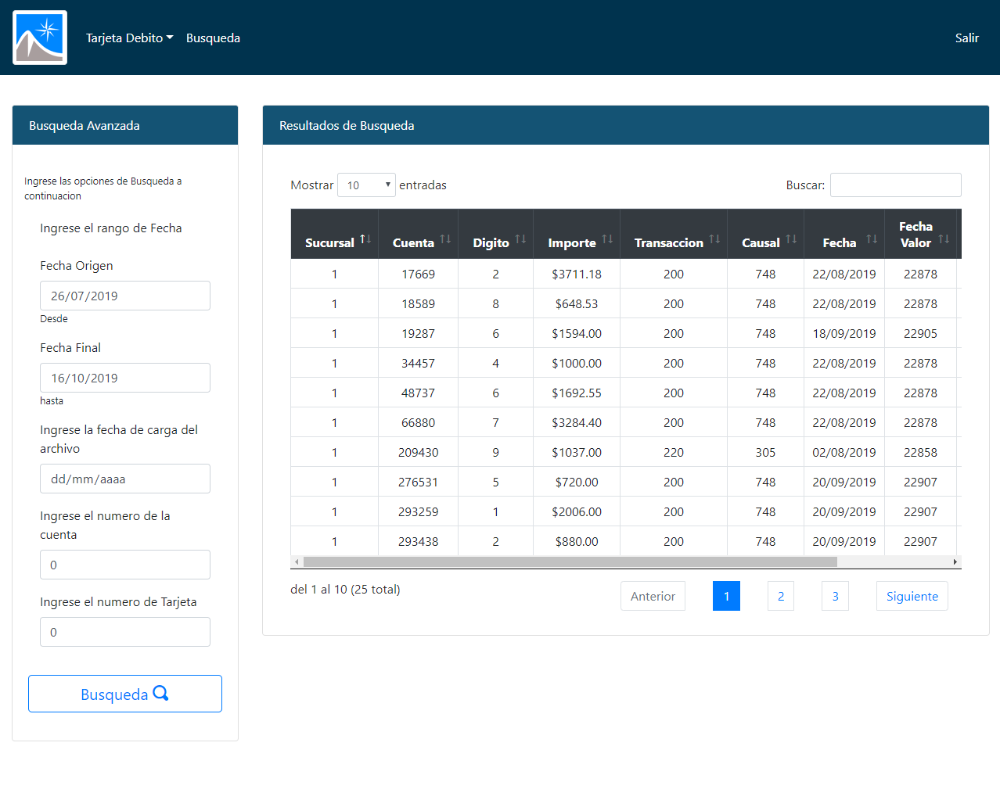 Tarjeta Debito Busqueda Salir
Busqueda Avanzada
Ingrese las opciones de Busqueda a
continuacion
Ingrese el rango de Fecha
Fecha Origen
26/07/2019
Desde
Fecha Final
16/10/2019
hasta
Ingrese la fecha de carga del
archivo
dd/mm/aaaa
Ingrese el numero de la
cuenta
0
Ingrese el numero de Tarjeta
0
Busqueda
Resultados de Busqueda
Mostrar 10 entradas Buscar:
Sucursal Cuenta Digito Importe Transaccion Causal Fecha Fecha Valor
1 17669 2 $3711.18 200 748 22/08/2019 22878
1 18589 8 $648.53 200 748 22/08/2019 22878
1 19287 6 $1594.00 200 748 18/09/2019 22905
1 34457 4 $1000.00 200 748 22/08/2019 22878
1 48737 6 $1692.55 200 748 22/08/2019 22878
1 66880 7 $3284.40 200 748 22/08/2019 22878
1 209430 9 $1037.00 220 305 02/08/2019 22858
1 276531 5 $720.00 200 748 20/09/2019 22907
1 293259 1 $2006.00 200 748 20/09/2019 22907
1 293438 2 $880.00 200 748 20/09/2019 22907
del 1 al 10 (25 total) Anterior 1 2 3 Siguiente